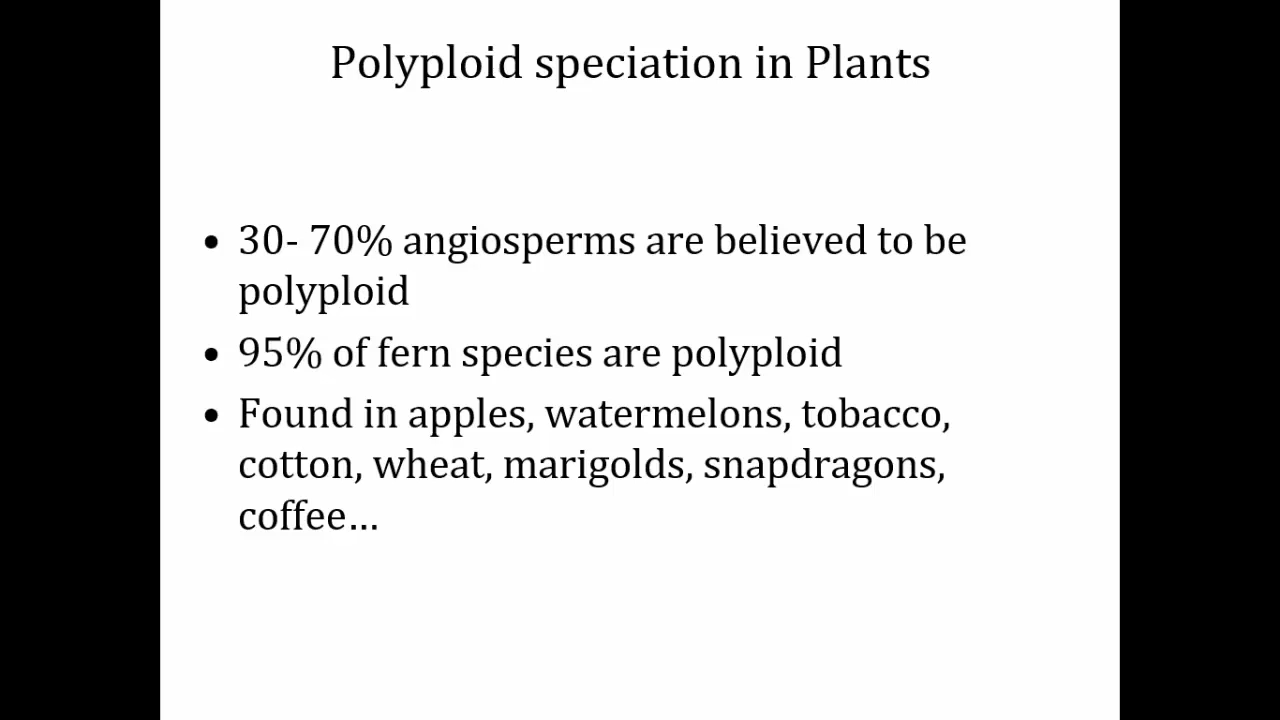 Polyploid speciation in Plants
• 30- 70% angiosperms are believed to be
polyploid
• 95% of fern species are polyploid
• Found in apples, watermelons, tobacco,
cotton, wheat, marigolds, snapdragons,
coffee…